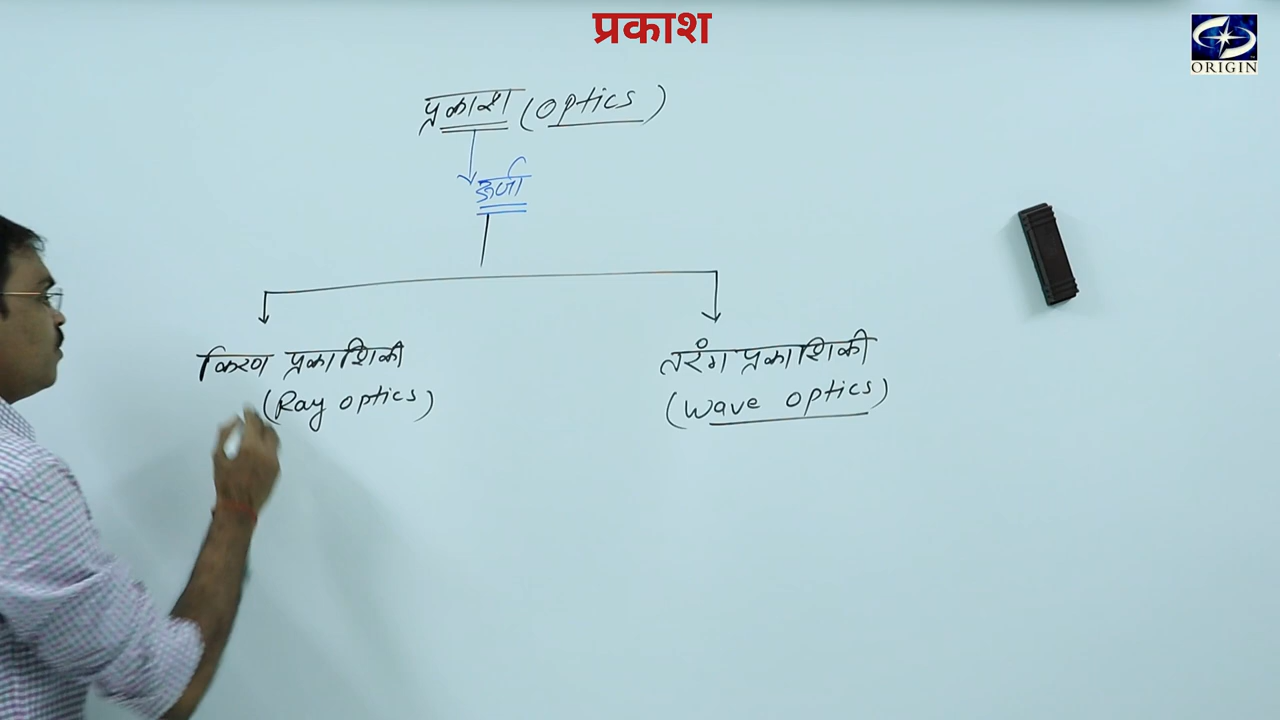 प्रकाश
ORIGIN
प्रकाश (Optics)
ऊर्जा
किरण प्रकाशिकी
(Ray optics)
तरंग प्रकाशिकी
(Wave optics)